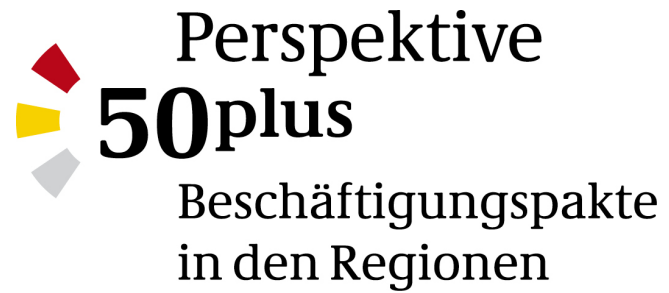 Perspektive
50plus
Beschäftigungspakte
in den Regionen